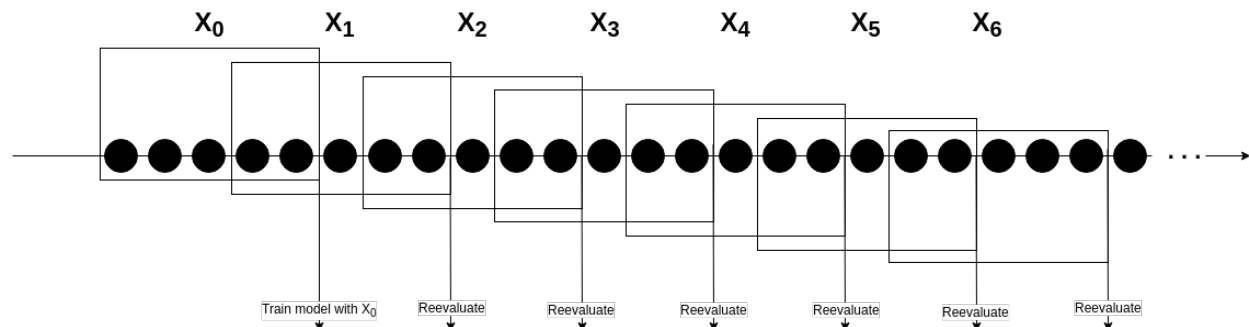 X₀ X₁ X₂ X₃ X₄ X₅ X₆
...
Train model with X₀ Reevaluate Reevaluate Reevaluate Reevaluate Reevaluate Reevaluate